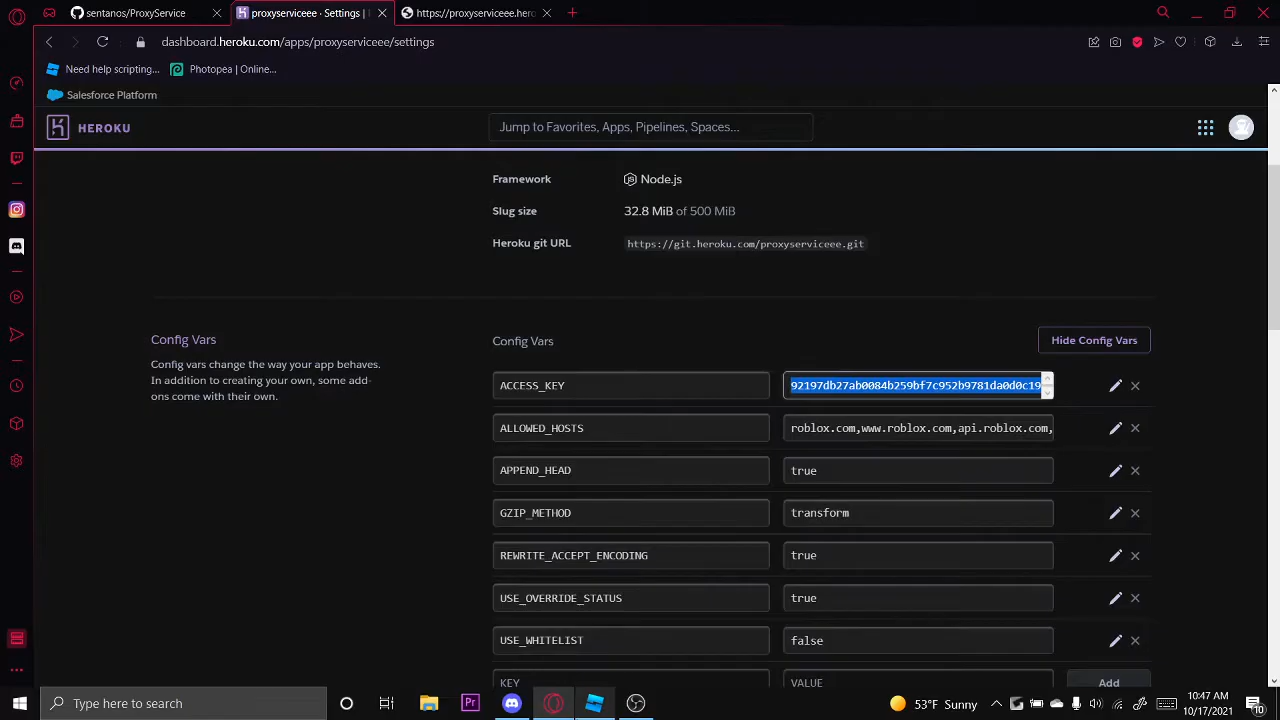 sentanos/ProxyService
proxyserviceee · Settings |
https://proxyserviceee.hero
dashboard.heroku.com/apps/proxyserviceee/settings
Need help scripting...
Photopea | Online...
Salesforce Platform
HEROKU
Jump to Favorites, Apps, Pipelines, Spaces...
Framework
Node.js
Slug size
32.8 MiB of 500 MiB
Heroku git URL
https://git.heroku.com/proxyserviceee.git
Config Vars
Config vars change the way your app behaves.
In addition to creating your own, some add-
ons come with their own.
Config Vars
Hide Config Vars
ACCESS_KEY
92197db27ab0084b259bf7c952b9781da0d0c19
ALLOWED_HOSTS
roblox.com,www.roblox.com,api.roblox.com,
APPEND_HEAD
true
GZIP_METHOD
transform
REWRITE_ACCEPT_ENCODING
true
USE_OVERRIDE_STATUS
true
USE_WHITELIST
false
KEY
VALUE
Add
Type here to search
Pr
53°F Sunny
10:47 AM
10/17/2021